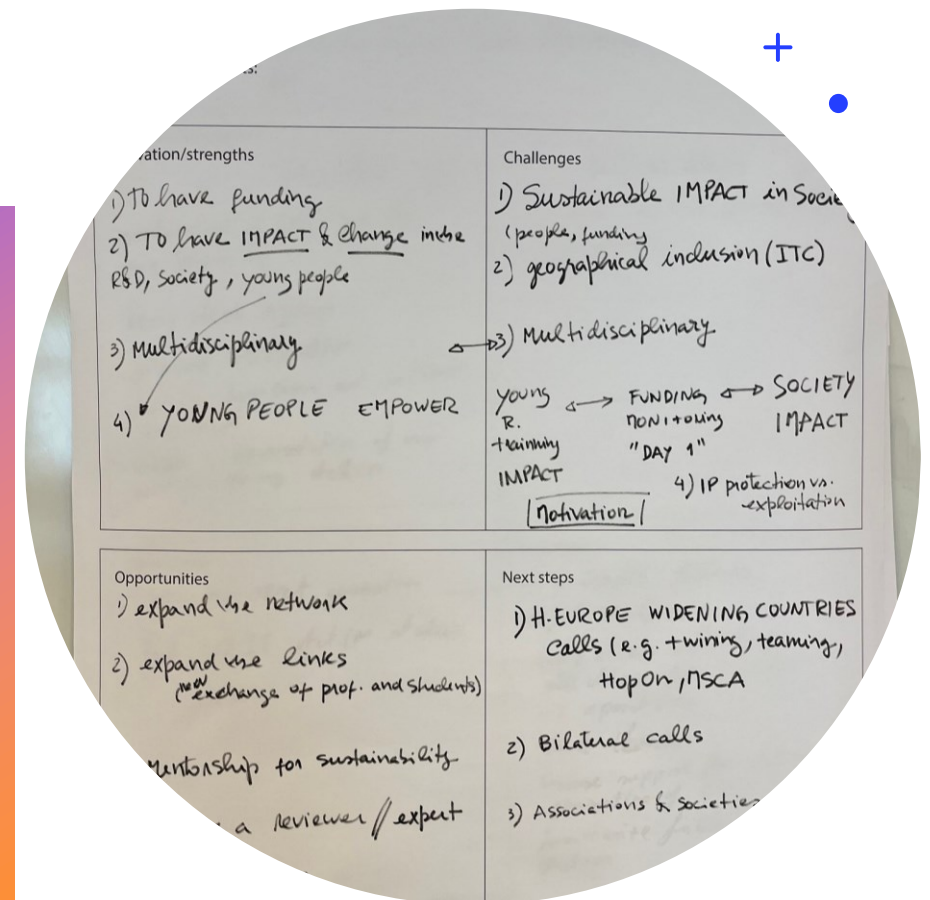 s:
vation/strengths
1) To have funding
2) To have IMPACT & Change in the
R&D, Society, young people
3) Multidisciplinary
4) YOUNG PEOPLE EMPOWER
Challenges
1) Sustainable IMPACT in Socie
(people, funding
2) geographical inclusion (ITC)
3) Multidisciplinary
young FUNDING SOCIETY
R. MONITORING IMPACT
training "DAY 1"
IMPACT
4) IP protection vs.
exploitation
Motivation
Opportunities
1) expand the network
2) expand the links
(new exchange of prof. and students)
Mentorship for sustainability
a reviewer // expert
Next steps
1) H.EUROPE WIDENING COUNTRIES
calls (e.g. twining, teaming,
HopOn, MSCA
2) Bilateral calls
3) Associations & Societies